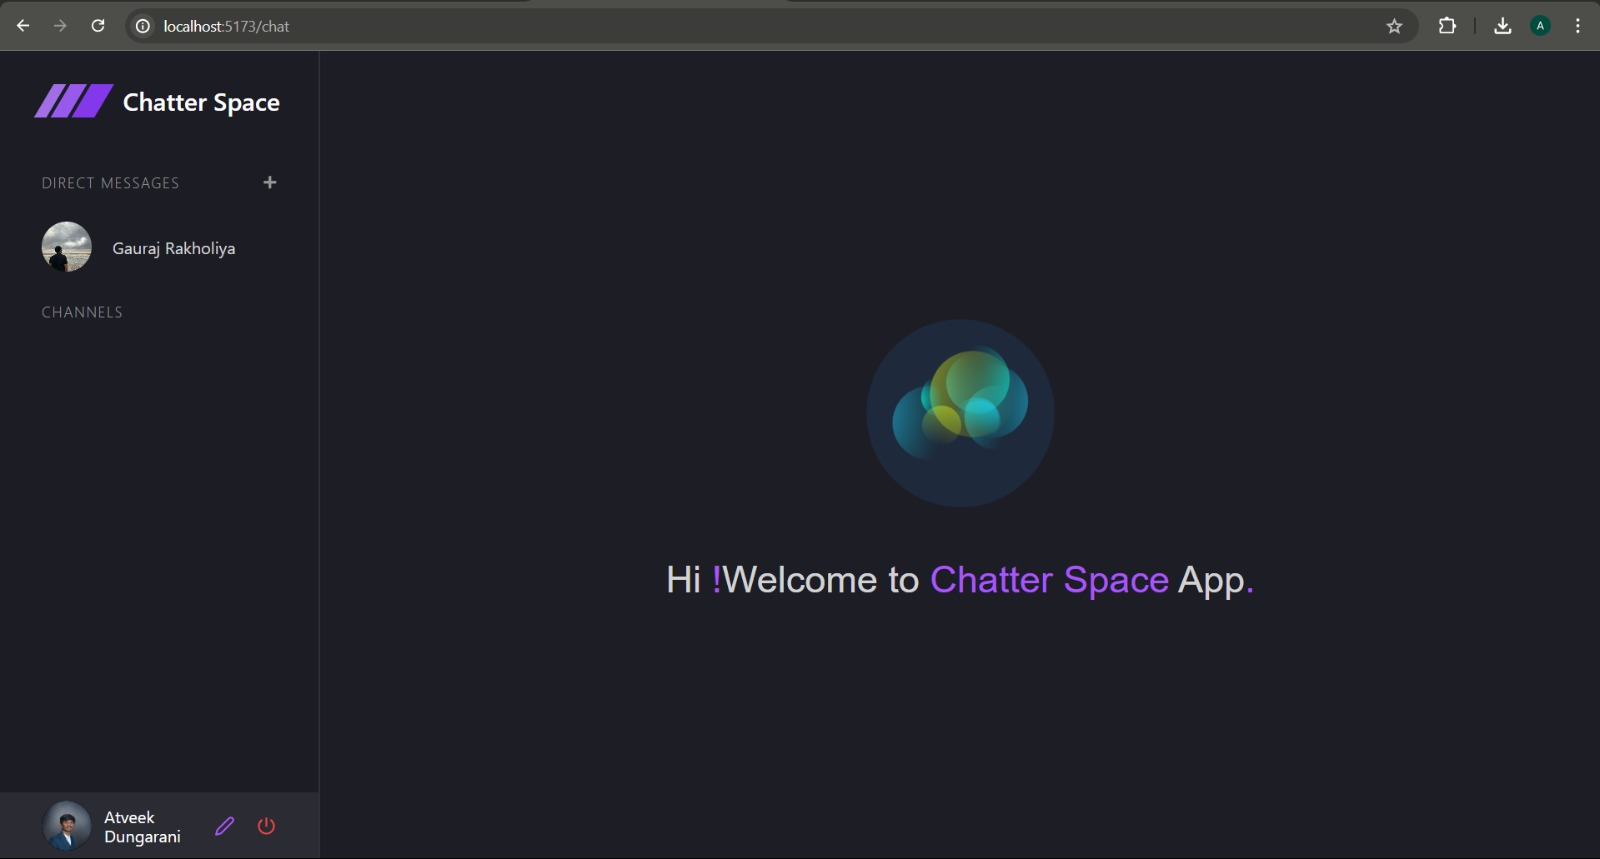 localhost:5173/chat
A
Chatter Space
DIRECT MESSAGES
Gauraj Rakholiya
CHANNELS
Hi !Welcome to Chatter Space App.
Atveek
Dungarani